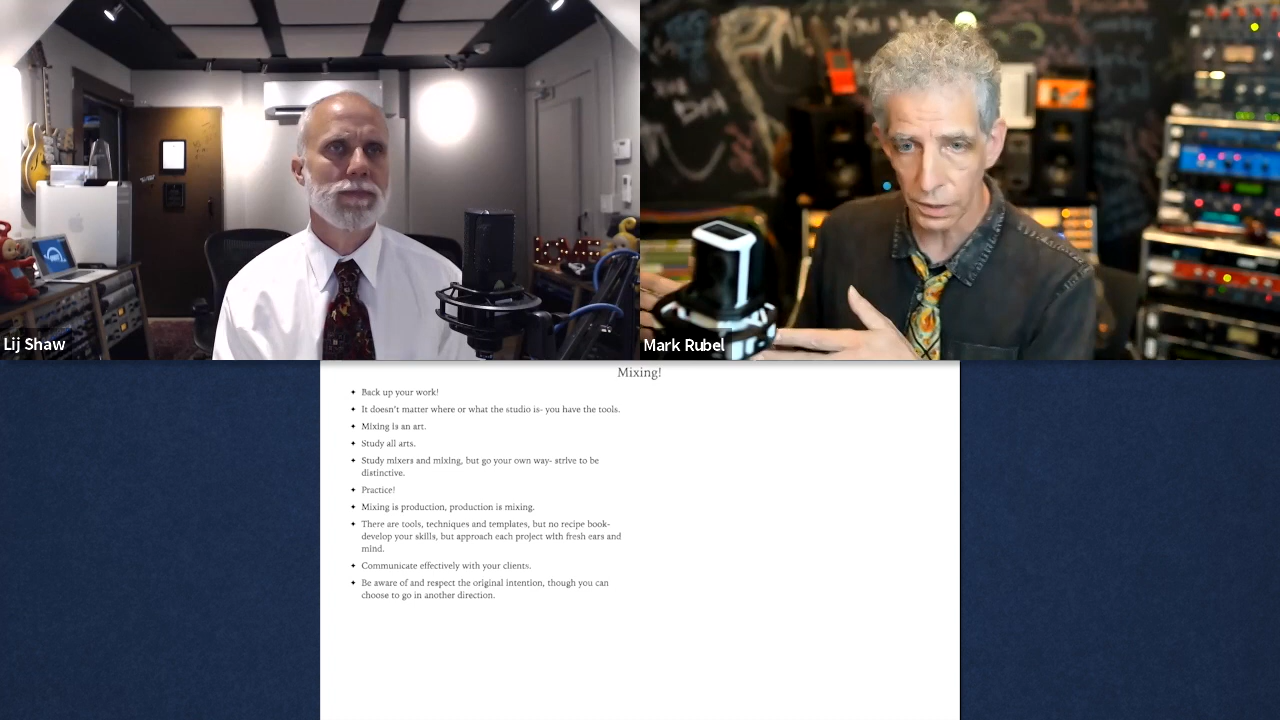 Lij Shaw
Mark Rubel
Mixing!
✦ Back up your work!
✦ It doesn't matter where or what the studio is- you have the tools.
✦ Mixing is an art.
✦ Study all arts.
✦ Study mixers and mixing, but go your own way- strive to be
distinctive.
✦ Practice!
✦ Mixing is production, production is mixing.
✦ There are tools, techniques and templates, but no recipe book-
develop your skills, but approach each project with fresh ears and
mind.
✦ Communicate effectively with your clients.
✦ Be aware of and respect the original intention, though you can
choose to go in another direction.